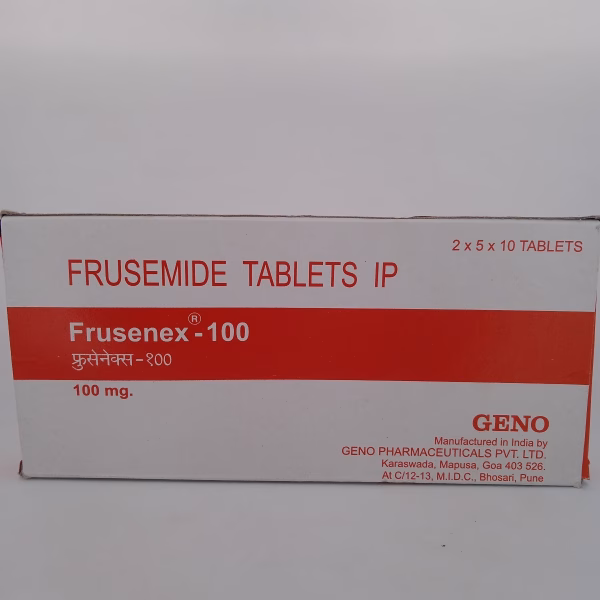 2 x 5 x 10 TABLETS
FRUSEMIDE TABLETS IP
Frusenex®-100
फ्रुसेनेक्स-१००
100 mg.
GENO
Manufactured in India by
GENO PHARMACEUTICALS PVT. LTD.
Karaswada, Mapusa, Goa 403 526.
At C/12-13, M.I.D.C., Bhosari, Pune